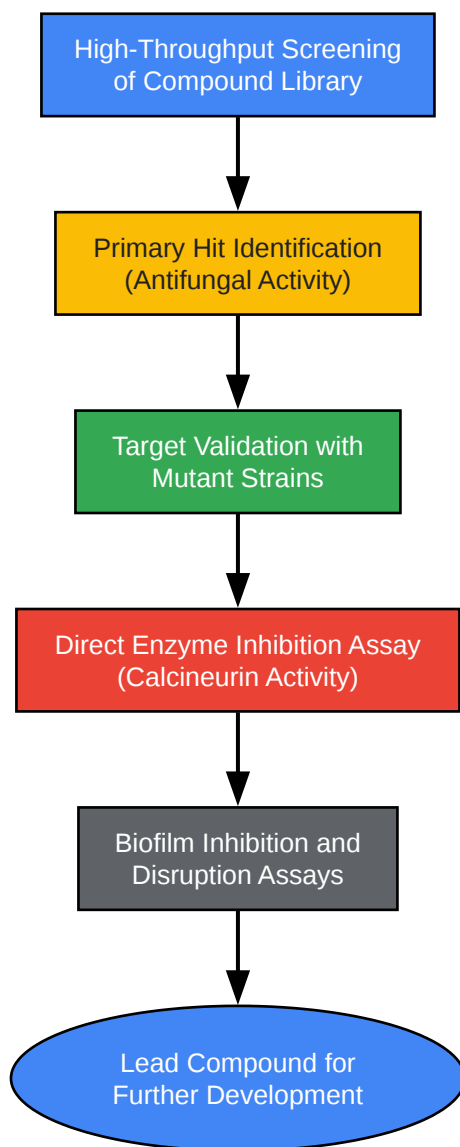 High-Throughput Screening
of Compound Library
Primary Hit Identification
(Antifungal Activity)
Target Validation with
Mutant Strains
Direct Enzyme Inhibition Assay
(Calcineurin Activity)
Biofilm Inhibition and
Disruption Assays
Lead Compound for
Further Development